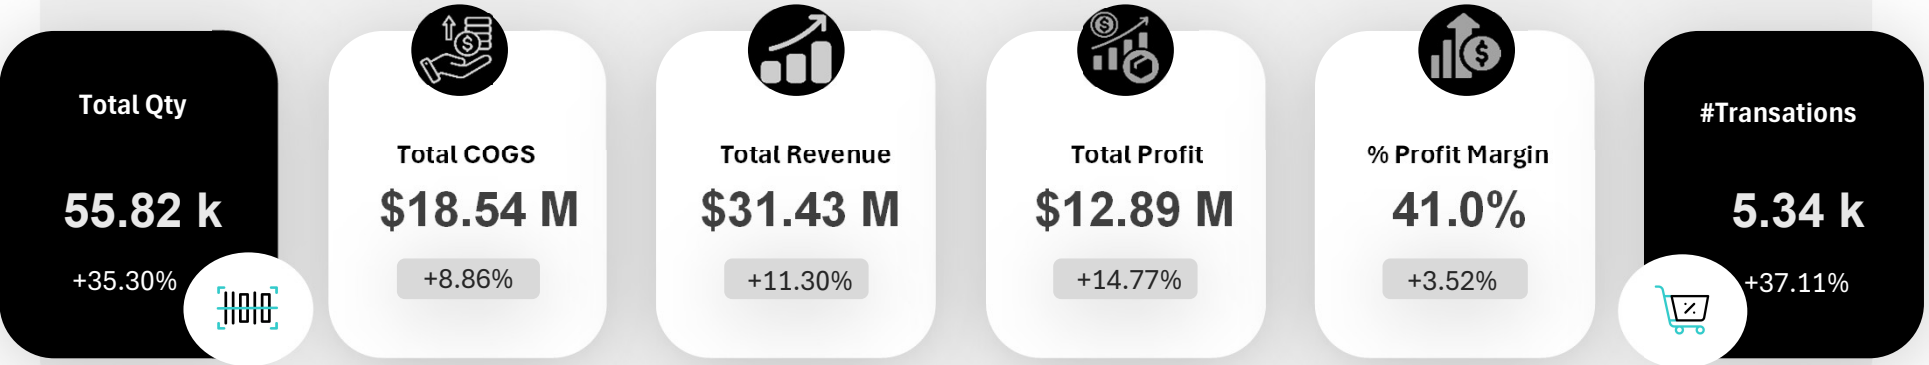 Total Qty
55.82 k
+35.30%
Total COGS
$18.54 M
+8.86%
Total Revenue
$31.43 M
+11.30%
Total Profit
$12.89 M
+14.77%
% Profit Margin
41.0%
+3.52%
#Transations
5.34 k
+37.11%